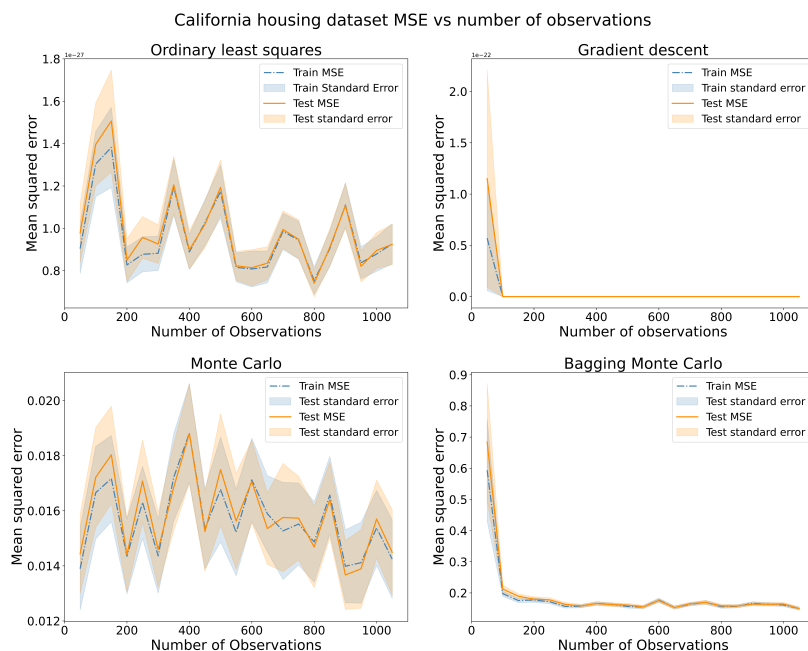 California housing dataset MSE vs number of observations
Ordinary least squares
1e−27
Mean squared error
1.8
1.6
1.4
1.2
1.0
0.8
Train MSE
Train Standard Error
Test MSE
Test standard error
0 200 400 600 800 1000
Number of Observations
Gradient descent
1e−22
Mean squared error
2.0
1.5
1.0
0.5
0.0
Train MSE
Train standard error
Test MSE
Test standard error
0 200 400 600 800 1000
Number of observations
Monte Carlo
Mean squared error
0.020
0.018
0.016
0.014
0.012
Train MSE
Test standard error
Test MSE
Test standard error
0 200 400 600 800 1000
Number of Observations
Bagging Monte Carlo
Mean squared error
0.9
0.8
0.7
0.6
0.5
0.4
0.3
0.2
Train MSE
Test standard error
Test MSE
Test standard error
0 200 400 600 800 1000
Number of Observations